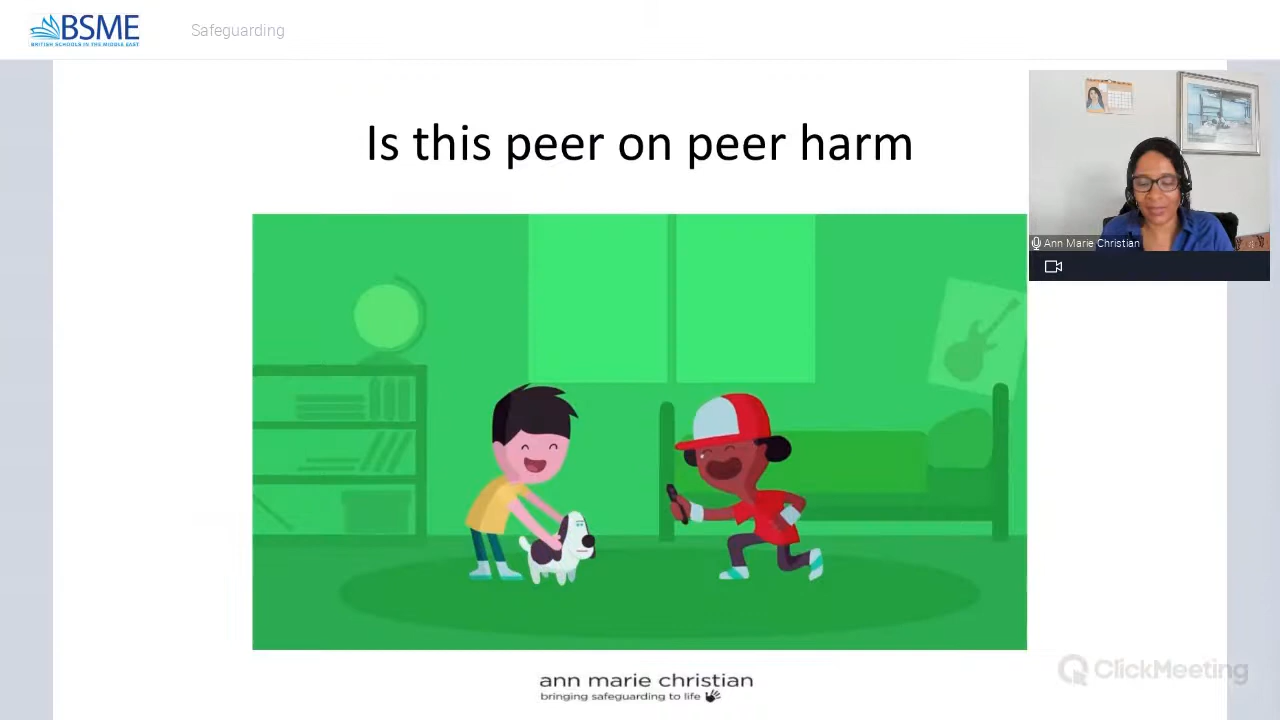 BSME
BRITISH SCHOOLS IN THE MIDDLE EAST
Safeguarding
Is this peer on peer harm
Ann Marie Christian
ann marie christian
bringing safeguarding to life
ClickMeeting